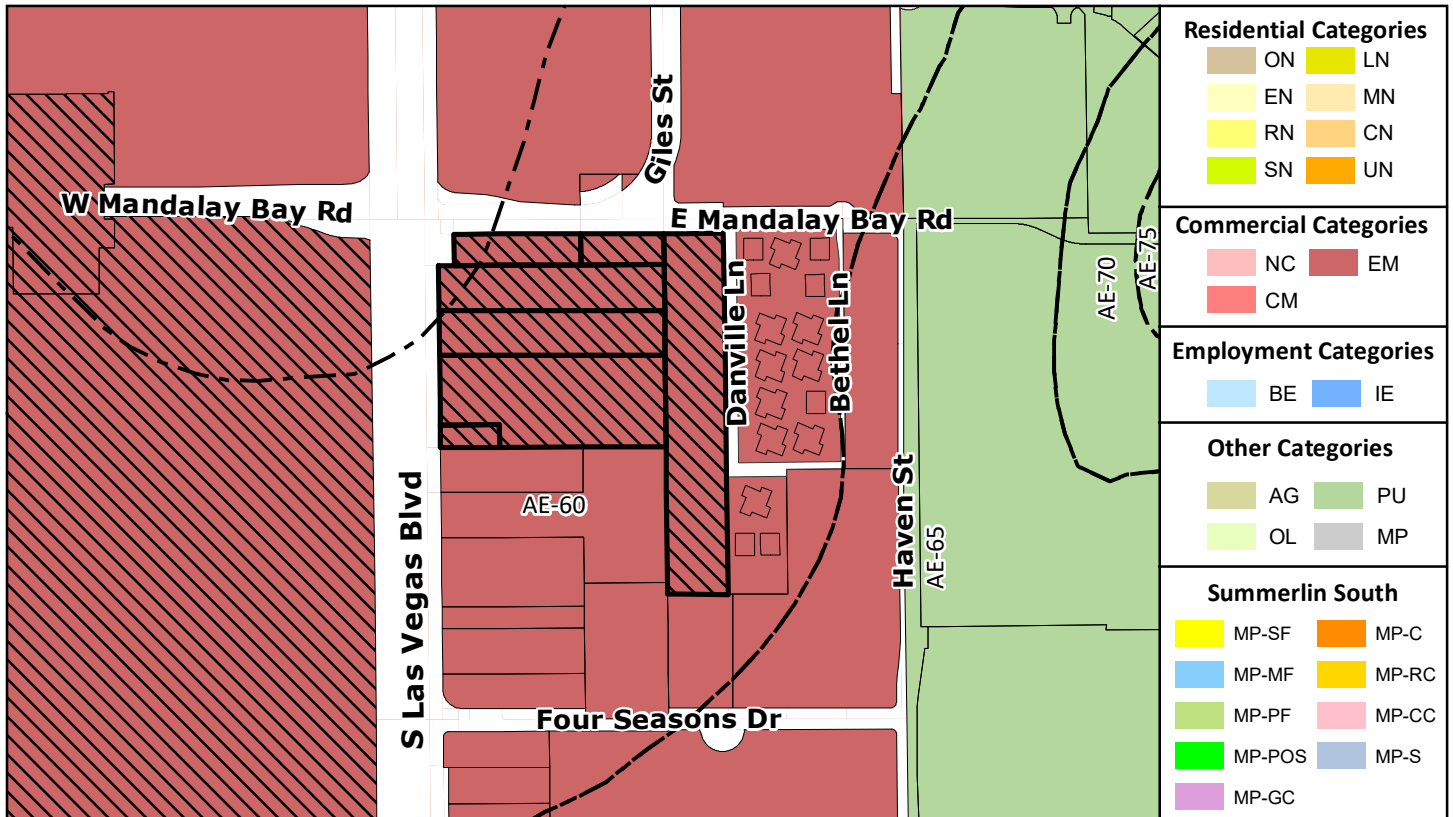 Giles St
W Mandalay Bay Rd
E Mandalay Bay Rd
Danville Ln
Bethel Ln
AE-70
AE-75
AE-60
S Las Vegas Blvd
Haven St
AE-65
Four Seasons Dr
Residential Categories
ON LN
EN MN
RN CN
SN UN
Commercial Categories
NC EM
CM
Employment Categories
BE IE
Other Categories
AG PU
OL MP
Summerlin South
MP-SF MP-C
MP-MF MP-RC
MP-PF MP-CC
MP-POS MP-S
MP-GC